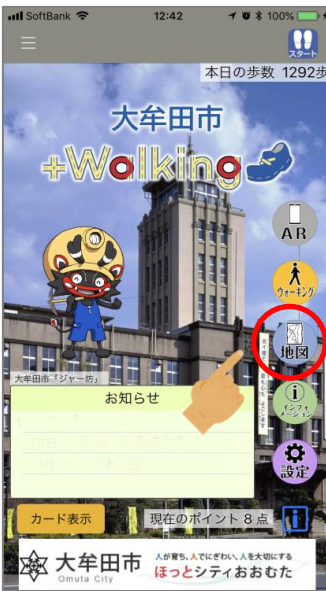 SoftBank 12:42 100%
スタート
本日の歩数 1292歩
大牟田市
+Walking
AR
ウォーキング
地図
インフォメーション
設定
大牟田市「ジャー坊」
お知らせ
カード表示
現在のポイント 8点
大牟田市
Omuta City
人が育ち、人でにぎわい、人を大切にする
ほっとシティおおむた